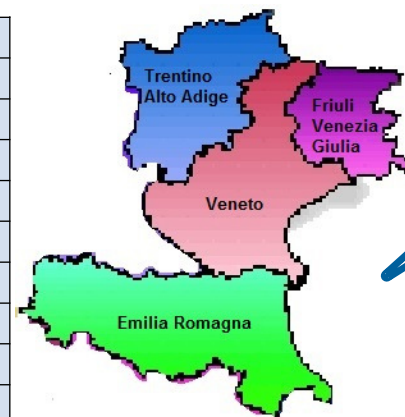 Trentino
Alto Adige
Friuli
Venezia
Giulia
Veneto
Emilia Romagna